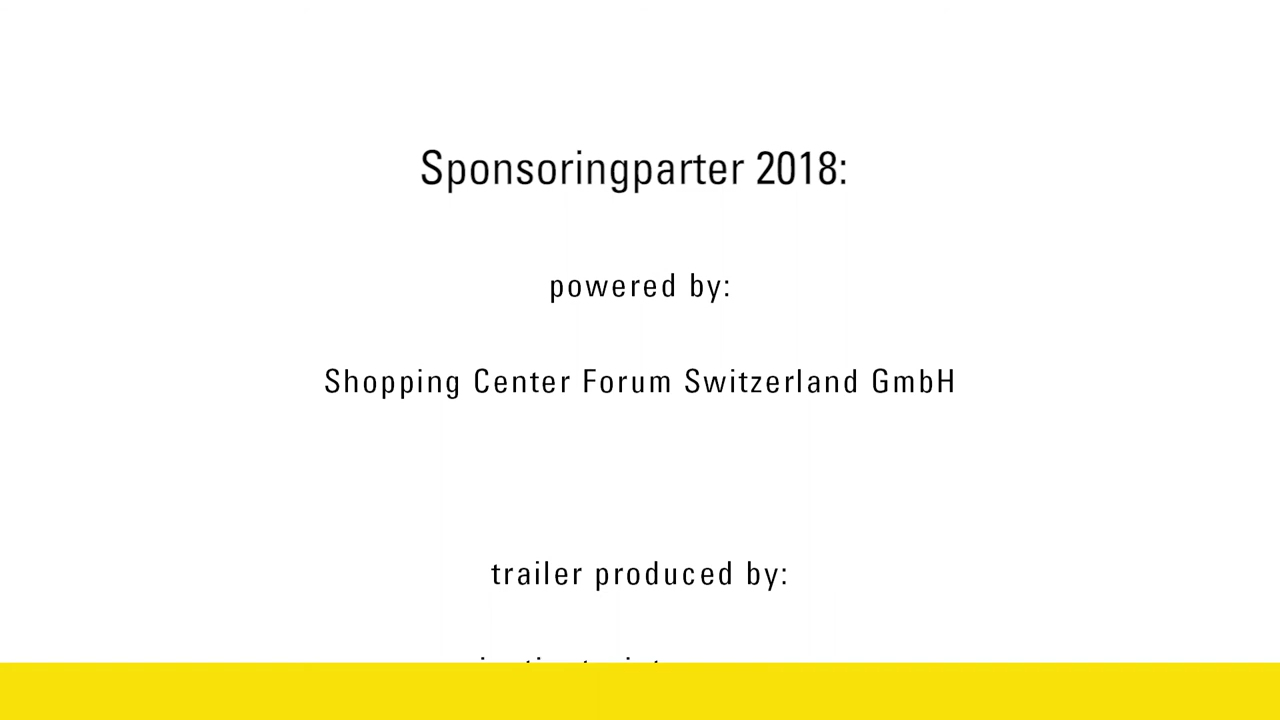 Sponsoringparter 2018:
powered by:
Shopping Center Forum Switzerland GmbH
trailer produced by: